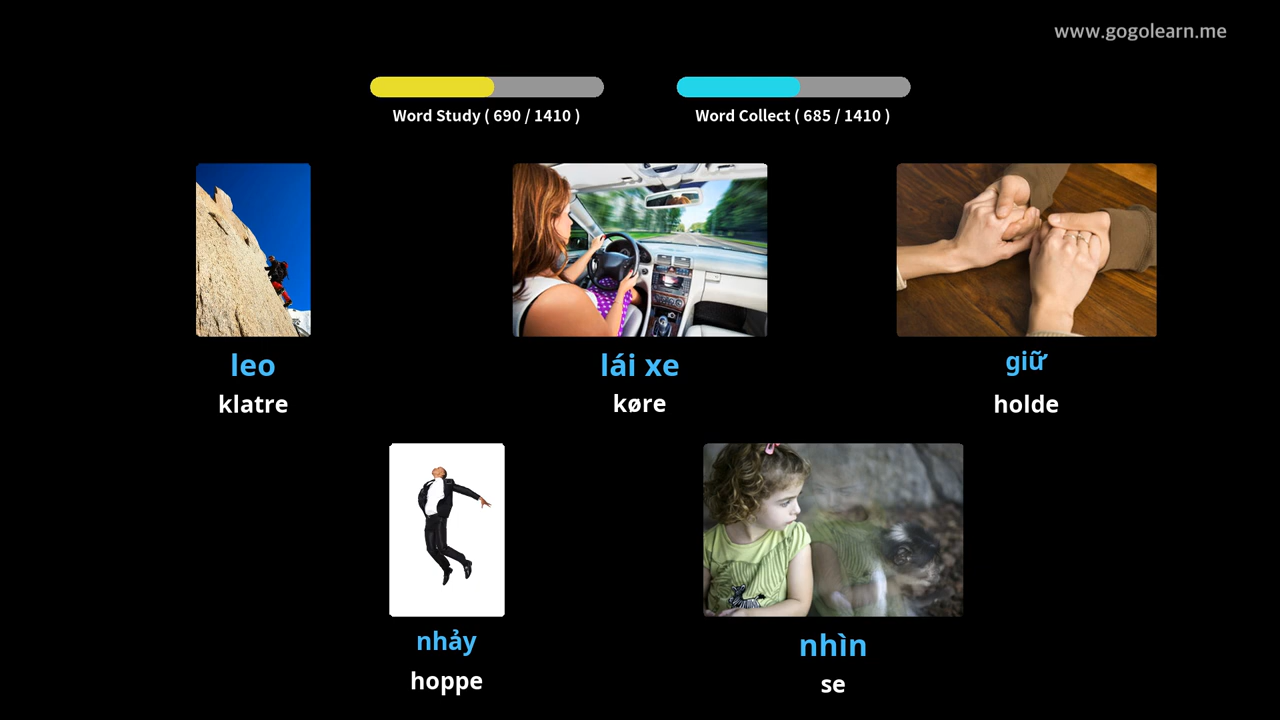 www.gogolearn.me
Word Study ( 690 / 1410 )
Word Collect ( 685 / 1410 )
leo
klatre
lái xe
køre
giữ
holde
nhảy
hoppe
nhìn
se